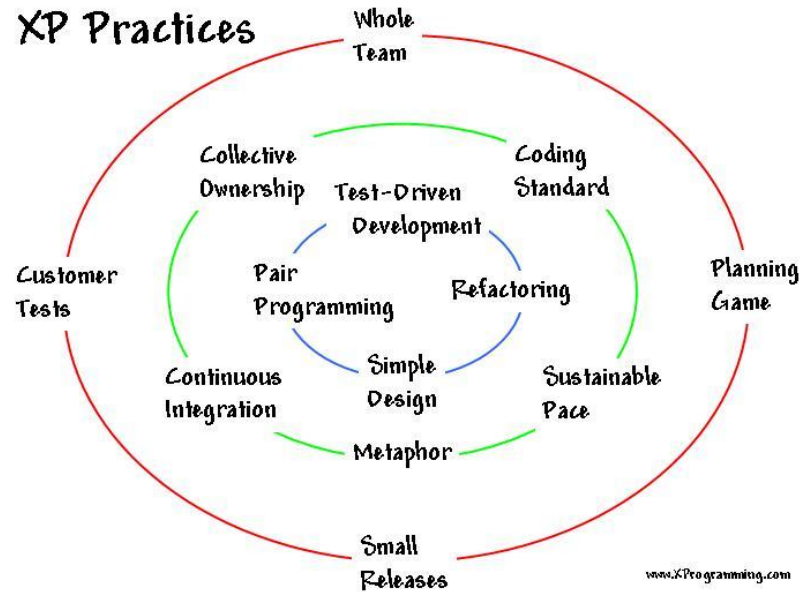 XP Practices
Whole
Team
Collective
Ownership
Coding
Standard
Test-Driven
Development
Customer
Tests
Pair
Programming
Refactoring
Planning
Game
Continuous
Integration
Simple
Design
Sustainable
Pace
Metaphor
Small
Releases
www.XProgramming.com